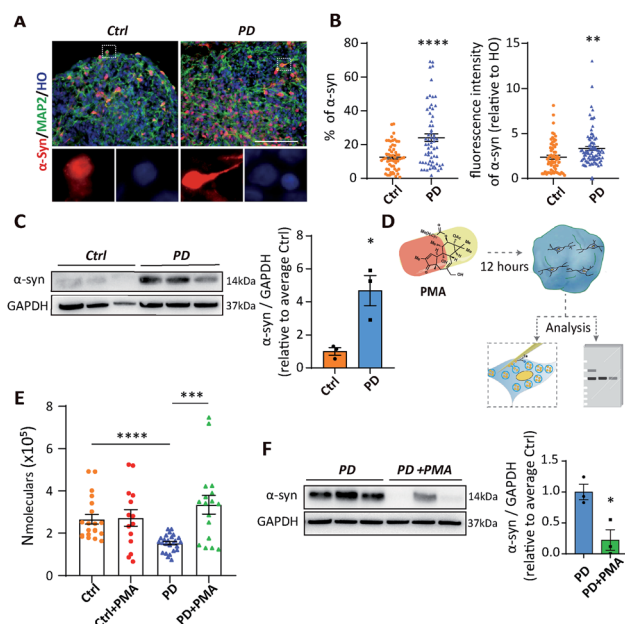 A
Ctrl
PD
α-Syn/MAP2/HO
B
% of α-syn
80
60
40
20
0
****
Ctrl
PD
fluorescence intensity
of α-syn (relative to HO)
15
10
5
0
**
Ctrl
PD
C
Ctrl
PD
α-syn
14kDa
GAPDH
37kDa
α-syn / GAPDH
(relative to average Ctrl)
8
6
4
2
0
*
Ctrl
PD
D
PMA
12 hours
Analysis
E
Nmoleculars (x10⁵)
8
6
4
2
0
****
***
Ctrl
Ctrl+PMA
PD
PD+PMA
F
PD
PD +PMA
α-syn
14kDa
GAPDH
37kDa
α-syn / GAPDH
(relative to average Ctrl)
1.5
1.0
0.5
0.0
*
PD
PD+PMA